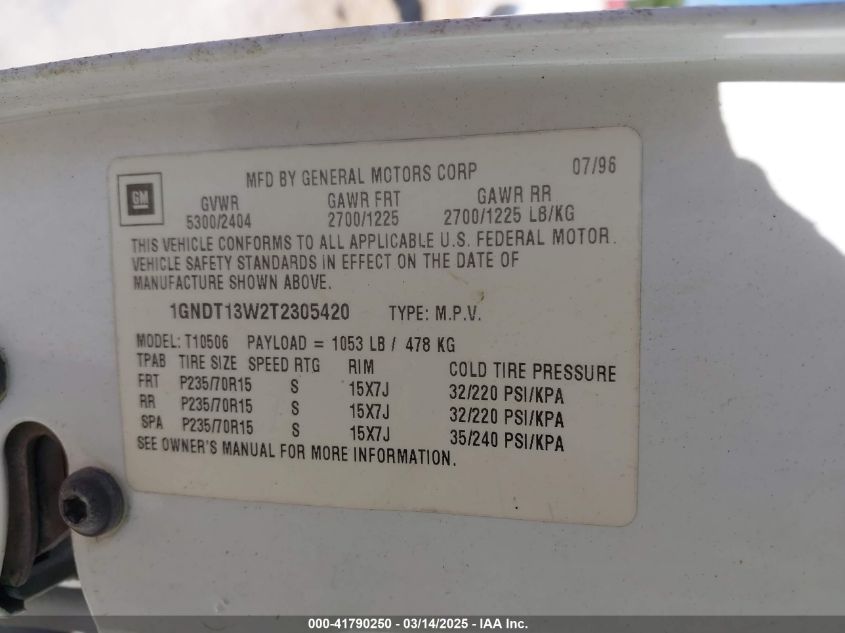 MFD BY GENERAL MOTORS CORP 07/96
GM
GVWR GAWR FRT GAWR RR
5300/2404 2700/1225 2700/1225 LB/KG
THIS VEHICLE CONFORMS TO ALL APPLICABLE U.S. FEDERAL MOTOR
VEHICLE SAFETY STANDARDS IN EFFECT ON THE DATE OF
MANUFACTURE SHOWN ABOVE.
1GNDT13W2T2305420 TYPE: M.P.V.
MODEL: T10506 PAYLOAD = 1053 LB / 478 KG
TPAB TIRE SIZE SPEED RTG RIM COLD TIRE PRESSURE
FRT P235/70R15 S 15X7J 32/220 PSI/KPA
RR P235/70R15 S 15X7J 32/220 PSI/KPA
SPA P235/70R15 S 15X7J 35/240 PSI/KPA
SEE OWNER'S MANUAL FOR MORE INFORMATION.
000-41790250 - 03/14/2025 - IAA Inc.